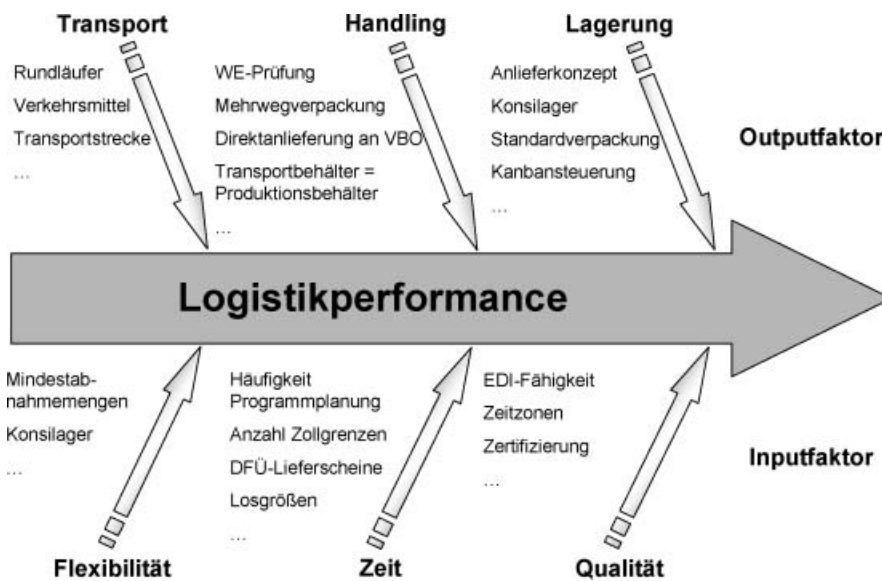 Transport
Rundläufer
Verkehrsmittel
Transportstrecke
...
Handling
WE-Prüfung
Mehrwegverpackung
Direktanlieferung an VBO
Transportbehälter =
Produktionsbehälter
...
Lagerung
Anlieferkonzept
Konsilager
Standardverpackung
Kanbansteuerung
...
Outputfaktor
Logistikperformance
Mindestab-
nahmemengen
Konsilager
...
Flexibilität
Häufigkeit
Programmplanung
Anzahl Zollgrenzen
DFÜ-Lieferscheine
Losgrößen
...
Zeit
EDI-Fähigkeit
Zeitzonen
Zertifizierung
...
Qualität
Inputfaktor